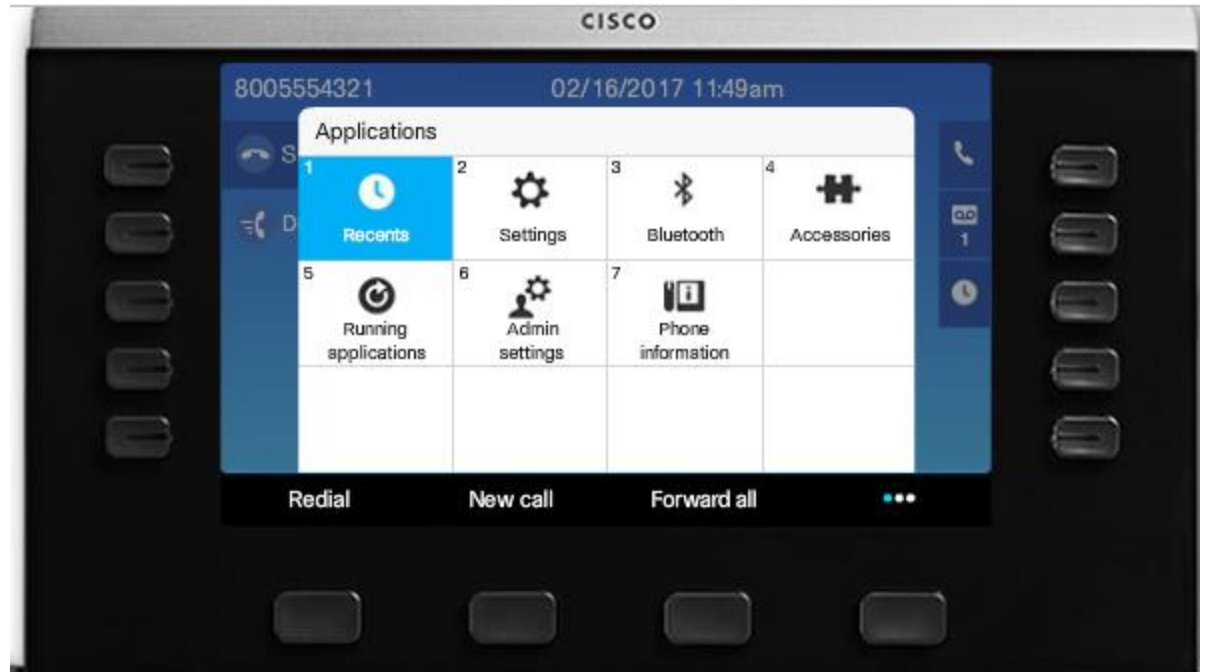 CISCO
8005554321 02/16/2017 11:49am
Applications
S
D
1 2 3 4
Recents Settings Bluetooth Accessories
5 6 7
Running applications Admin settings Phone information
1
Redial New call Forward all